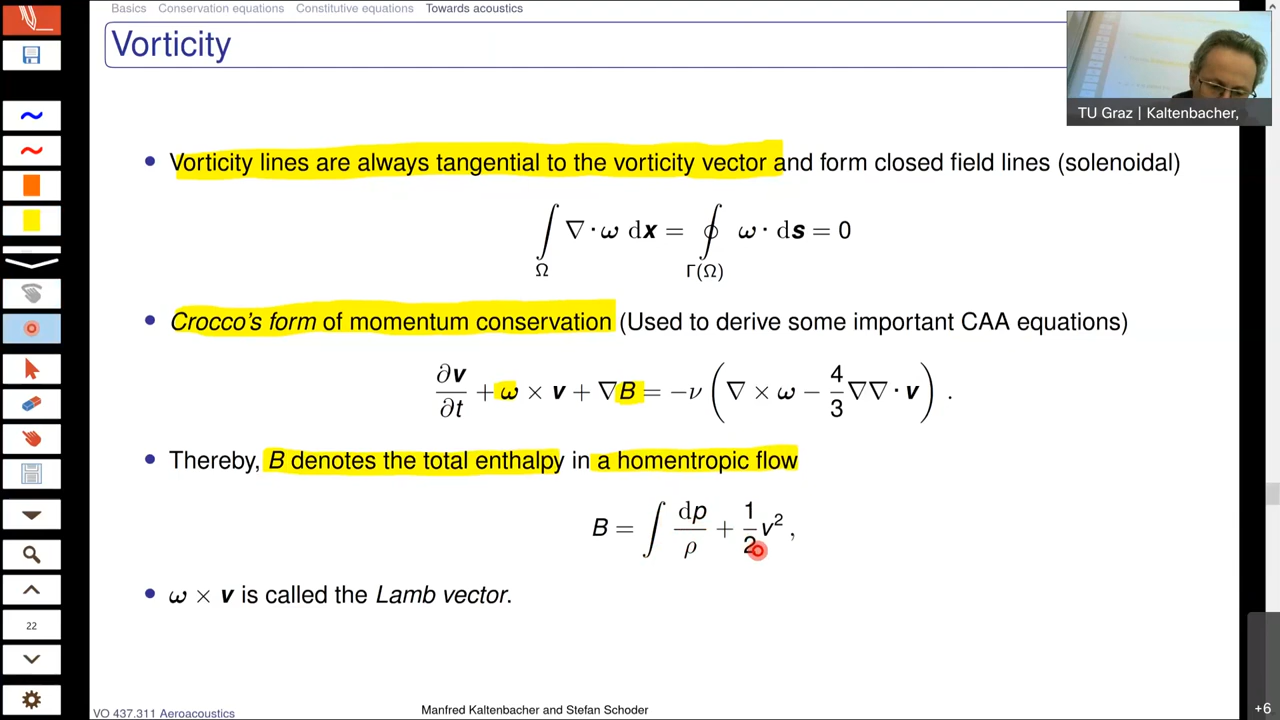 Basics Conservation equations Constitutive equations Towards acoustics
Vorticity
TU Graz | Kaltenbacher,
• Vorticity lines are always tangential to the vorticity vector and form closed field lines (solenoidal)
∫_Ω ∇ · ω dx = ∮_Γ(Ω) ω · ds = 0
• Crocco's form of momentum conservation (Used to derive some important CAA equations)
∂v/∂t + ω × v + ∇B = −ν (∇ × ω − 4/3 ∇∇ · v) .
• Thereby, B denotes the total enthalpy in a homentropic flow
B = ∫ dp/ρ + 1/2 v² ,
• ω × v is called the Lamb vector.
22
VO 437.311 Aeroacoustics
Manfred Kaltenbacher and Stefan Schoder
+6